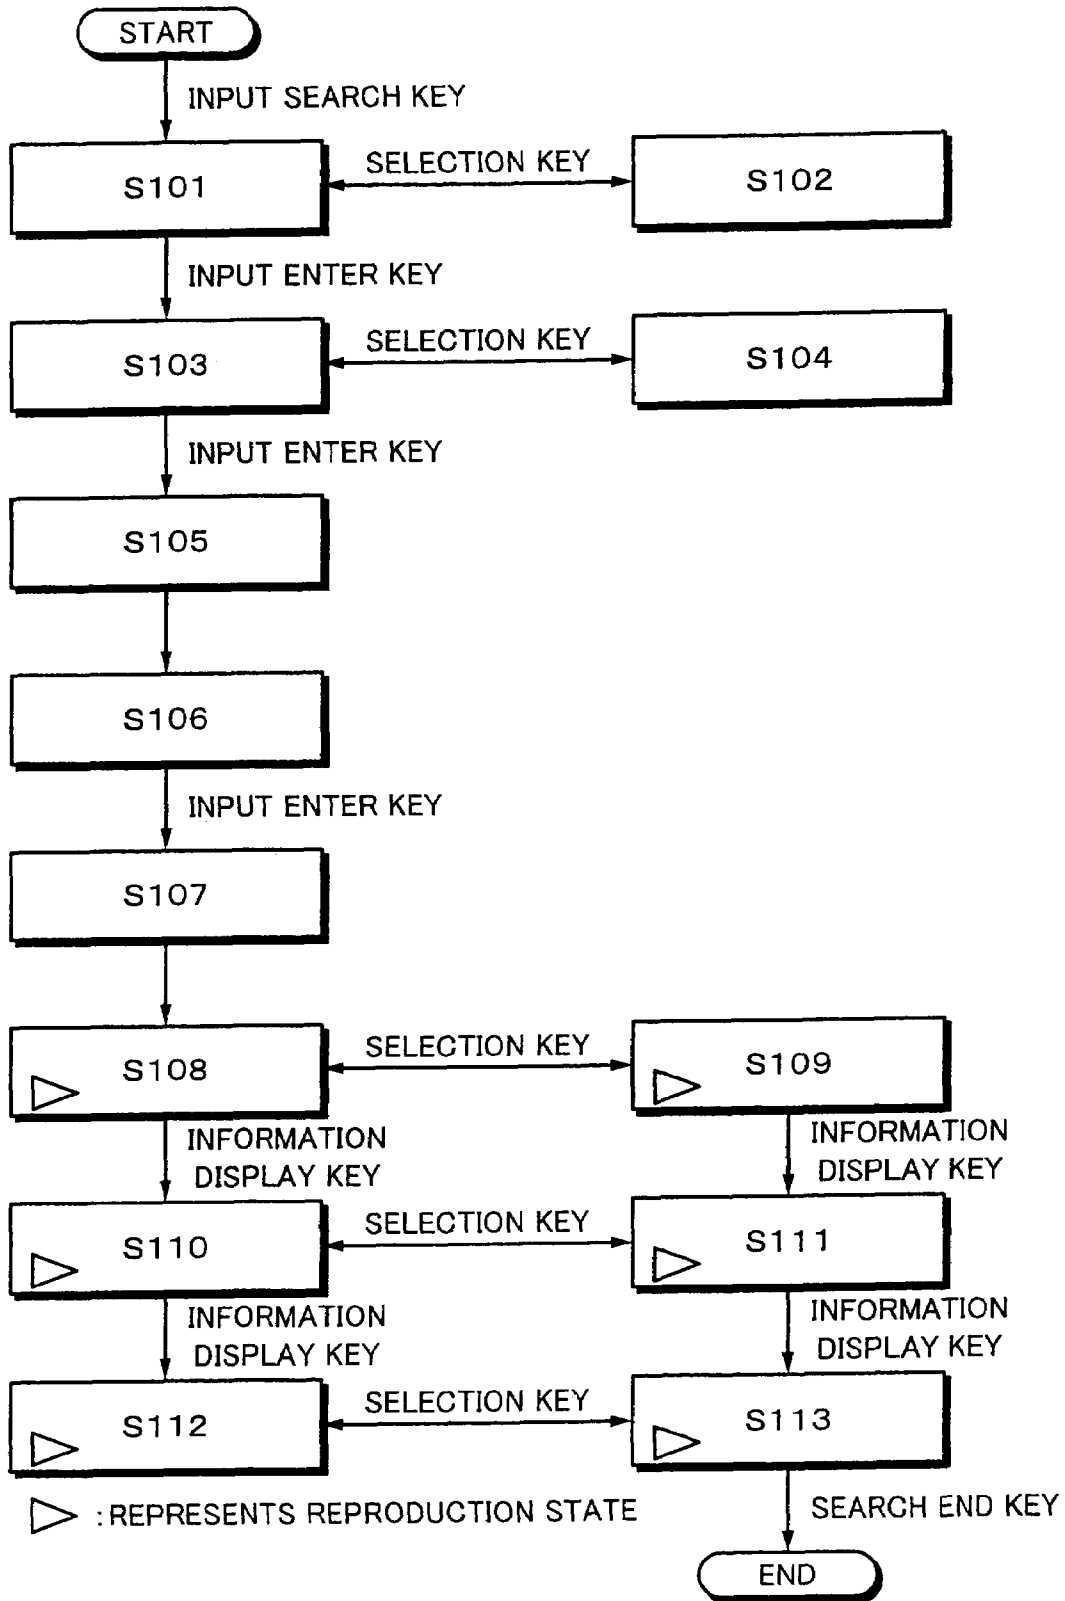 START
INPUT SEARCH KEY
S101
SELECTION KEY
S102
INPUT ENTER KEY
S103
SELECTION KEY
S104
INPUT ENTER KEY
S105
S106
INPUT ENTER KEY
S107
S108
SELECTION KEY
S109
INFORMATION
DISPLAY KEY
INFORMATION
DISPLAY KEY
S110
SELECTION KEY
S111
INFORMATION
DISPLAY KEY
INFORMATION
DISPLAY KEY
S112
SELECTION KEY
S113
: REPRESENTS REPRODUCTION STATE
SEARCH END KEY
END